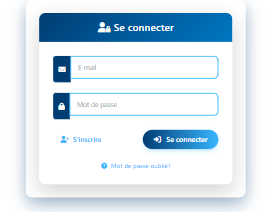 Se connecter
E-mail
Mot de passe
S'inscrire
Se connecter
Mot de passe oublié?